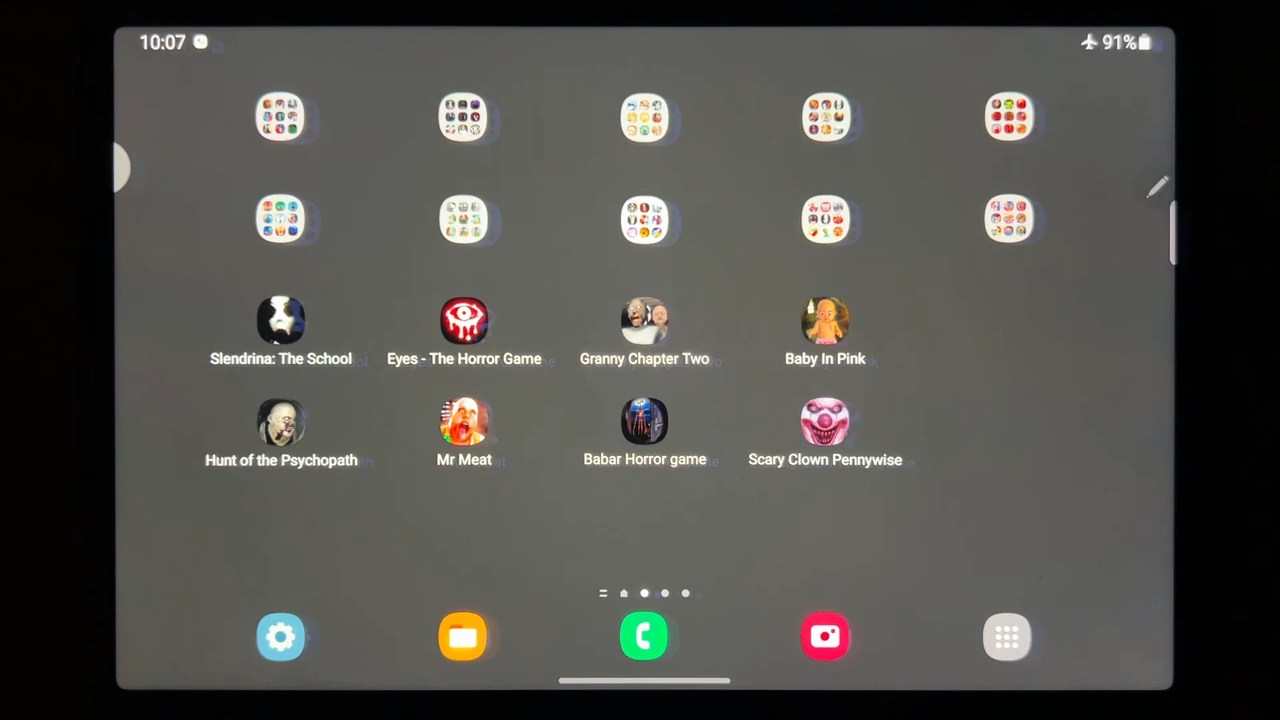 10:07
91%
Slendrina: The School
Eyes - The Horror Game
Granny Chapter Two
Baby In Pink
Hunt of the Psychopath
Mr Meat
Babar Horror game
Scary Clown Pennywise